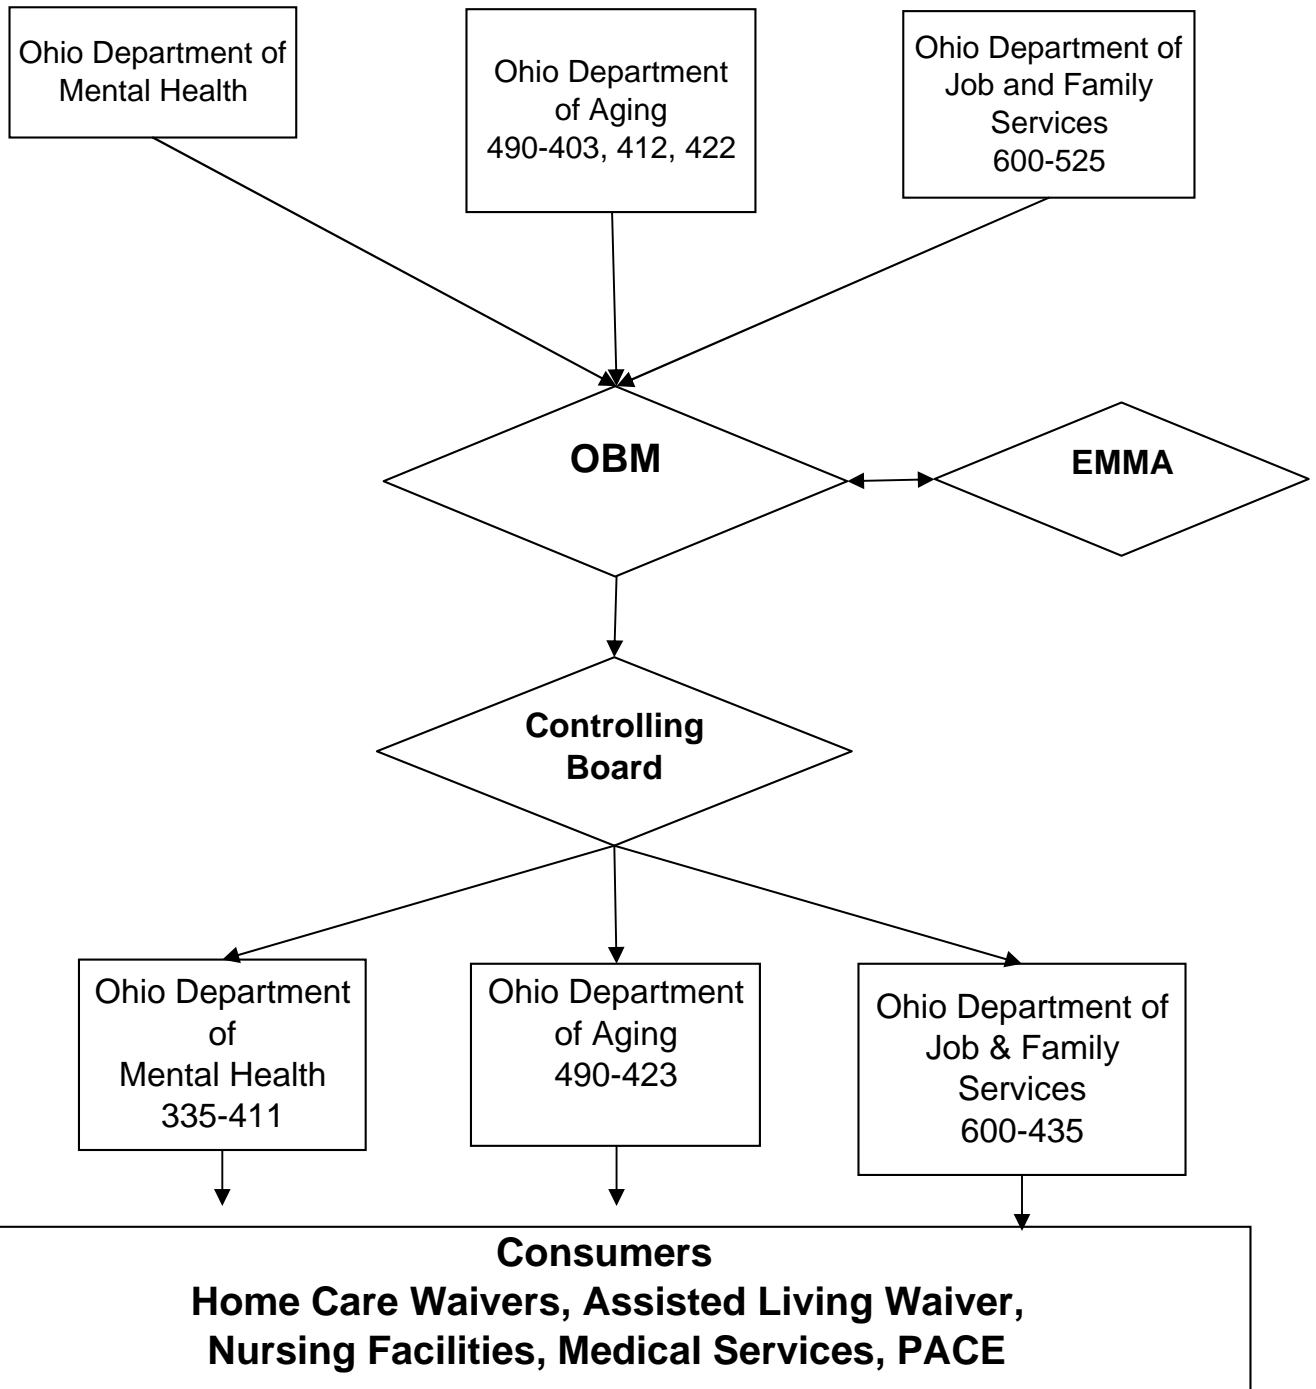 Ohio Department of
Mental Health
Ohio Department
of Aging
490-403, 412, 422
Ohio Department of
Job and Family
Services
600-525
OBM
EMMA
Controlling
Board
Ohio Department
of
Mental Health
335-411
Ohio Department
of Aging
490-423
Ohio Department of
Job & Family
Services
600-435
Consumers
Home Care Waivers, Assisted Living Waiver,
Nursing Facilities, Medical Services, PACE